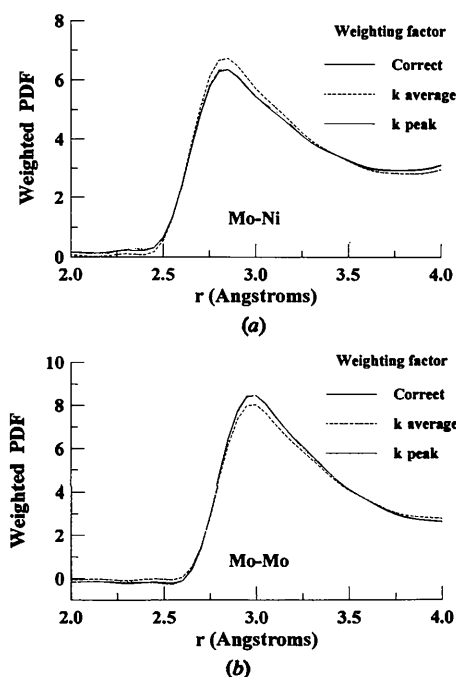 Weighting factor
Correct
k average
k peak
8
6
4
2
0
Weighted PDF
Mo-Ni
2.0 2.5 3.0 3.5 4.0
r (Angstroms)
(a)
Weighting factor
Correct
k average
k peak
10
8
6
4
2
0
Weighted PDF
Mo-Mo
2.0 2.5 3.0 3.5 4.0
r (Angstroms)
(b)